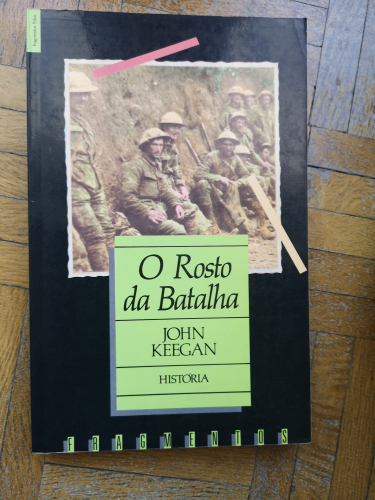 O Rosto
da Batalha
JOHN
KEEGAN
HISTÓRIA
FRAGMENTOS